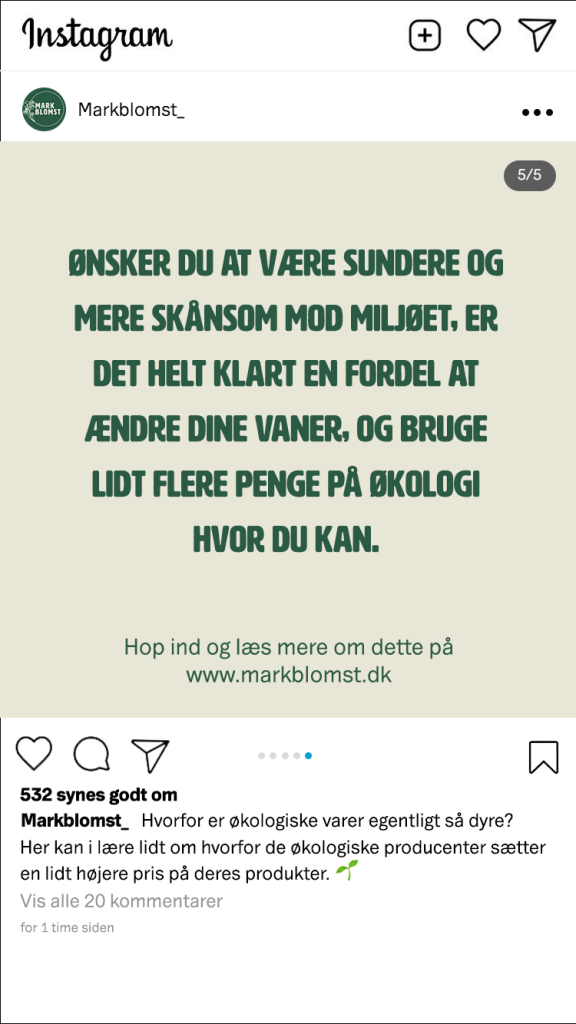 Instagram
MARK
BLOMST
Markblomst_
5/5
ØNSKER DU AT VÆRE SUNDERE OG
MERE SKÅNSOM MOD MILJØET, ER
DET HELT KLART EN FORDEL AT
ÆNDRE DINE VANER, OG BRUGE
LIDT FLERE PENGE PÅ ØKOLOGI
HVOR DU KAN.
Hop ind og læs mere om dette på
www.markblomst.dk
532 synes godt om
Markblomst_ Hvorfor er økologiske varer egentligt så dyre?
Her kan i lære lidt om hvorfor de økologiske producenter sætter
en lidt højere pris på deres produkter. 🌱
Vis alle 20 kommentarer
for 1 time siden